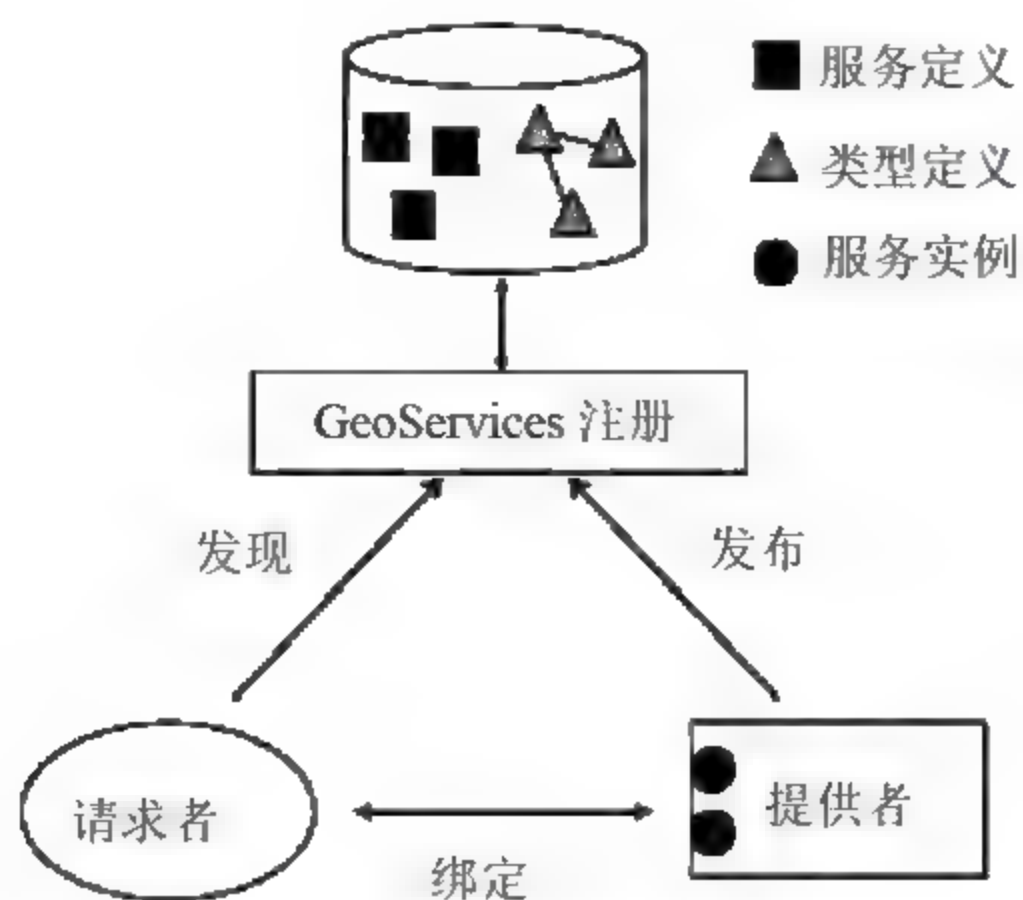 服务定义
类型定义
服务实例
GeoServices 注册
发现
发布
请求者
提供者
绑定